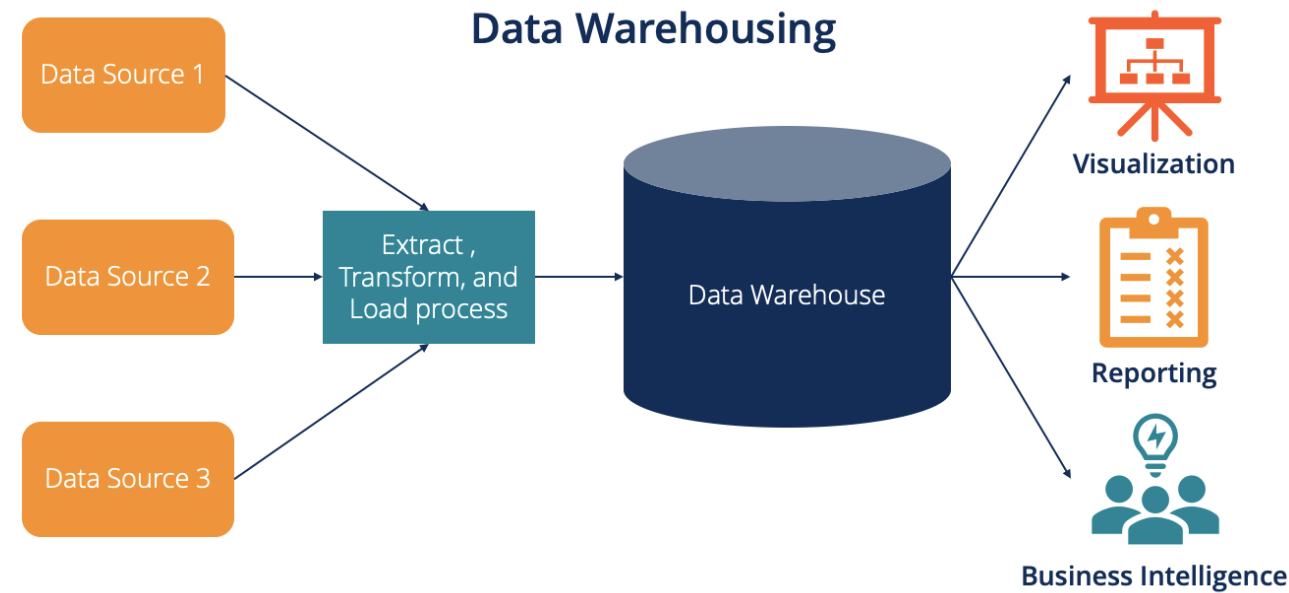 Data Warehousing
Data Source 1
Data Source 2
Data Source 3
Extract ,
Transform, and
Load process
Data Warehouse
Visualization
Reporting
Business Intelligence